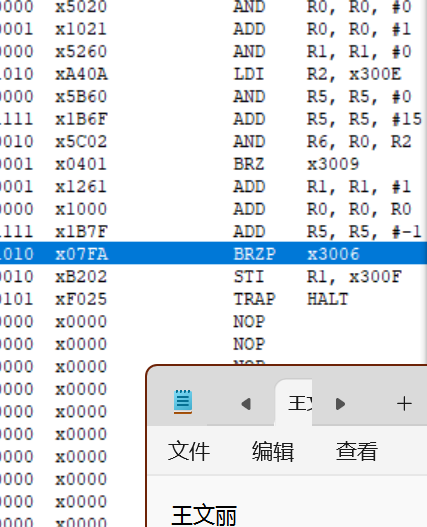 0000 x5020 AND R0, R0, #0
0001 x1021 ADD R0, R0, #1
0000 x5260 AND R1, R1, #0
1010 xA40A LDI R2, x300E
0000 x5B60 AND R5, R5, #0
1111 x1B6F ADD R5, R5, #15
0010 x5C02 AND R6, R0, R2
0001 x0401 BRZ x3009
0001 x1261 ADD R1, R1, #1
0000 x1000 ADD R0, R0, R0
1111 x1B7F ADD R5, R5, #-1
1010 x07FA BRZP x3006
0010 xB202 STI R1, x300F
0101 xF025 TRAP HALT
0000 x0000 NOP
0000 x0000 NOP
0000 x0000 NOP
0000 x0000
0000 x0000
0000 x0000
0000 x0000
0000 x0000
0000 x0000
0000 x0000
王文
文件 编辑 查看
王文丽